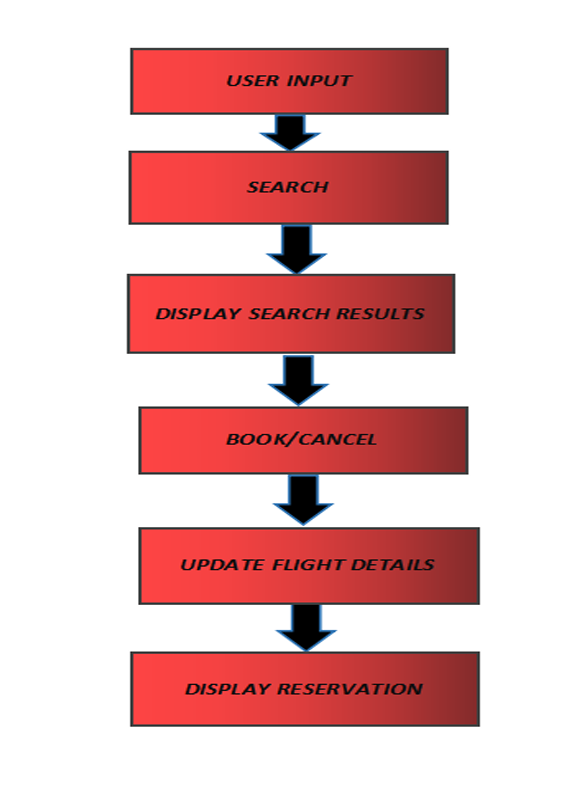 USER INPUT
SEARCH
DISPLAY SEARCH RESULTS
BOOK/CANCEL
UPDATE FLIGHT DETAILS
DISPLAY RESERVATION